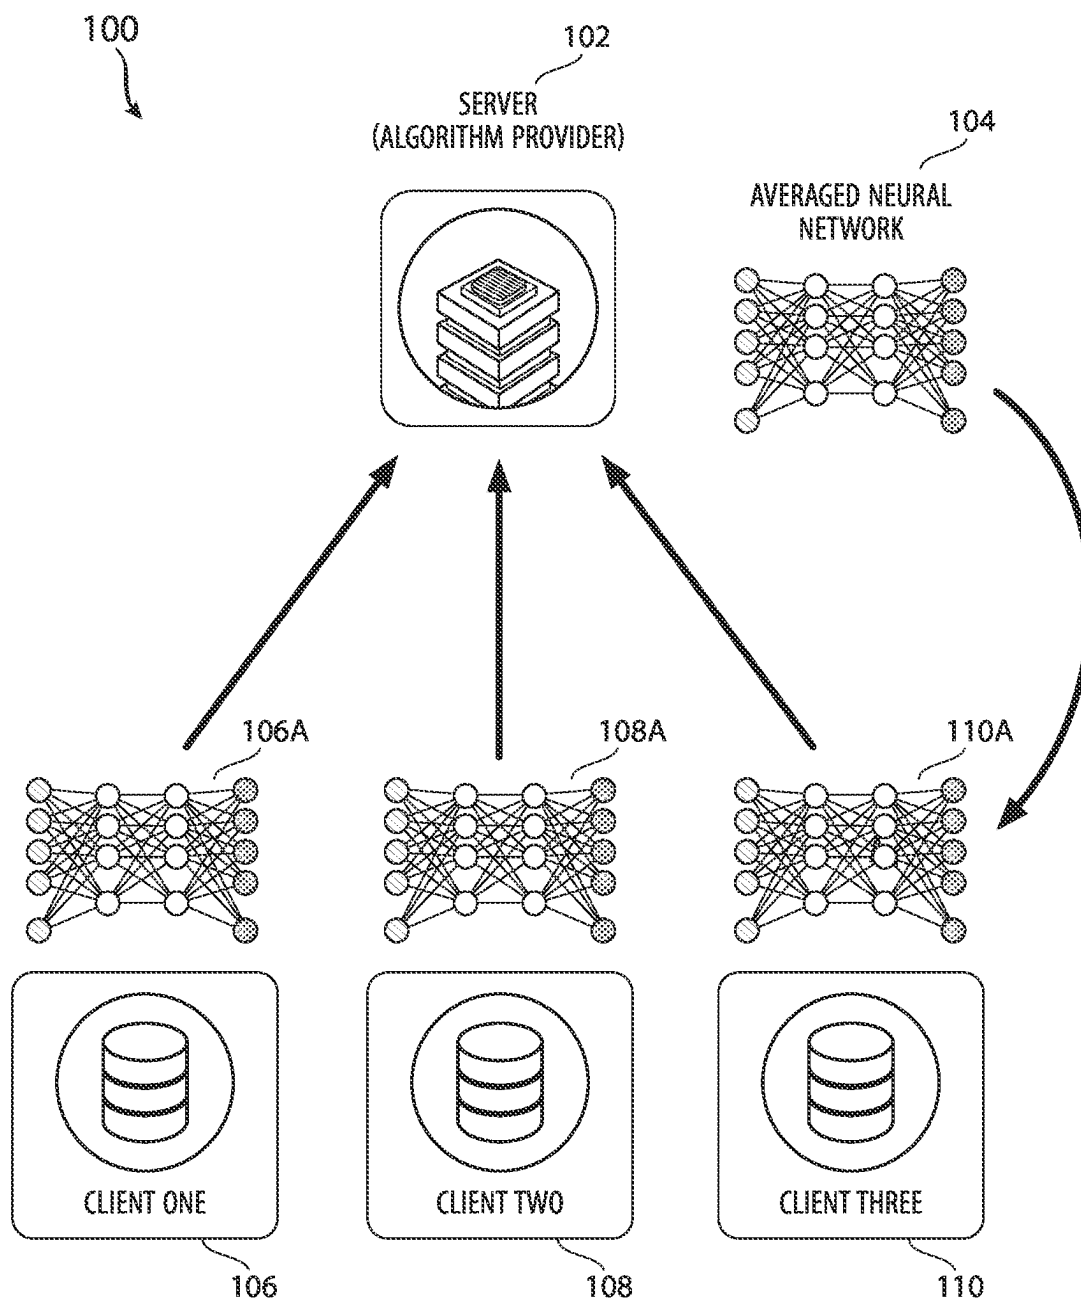 100
102
SERVER
(ALGORITHM PROVIDER)
104
AVERAGED NEURAL
NETWORK
106A
108A
110A
CLIENT ONE
CLIENT TWO
CLIENT THREE
106
108
110